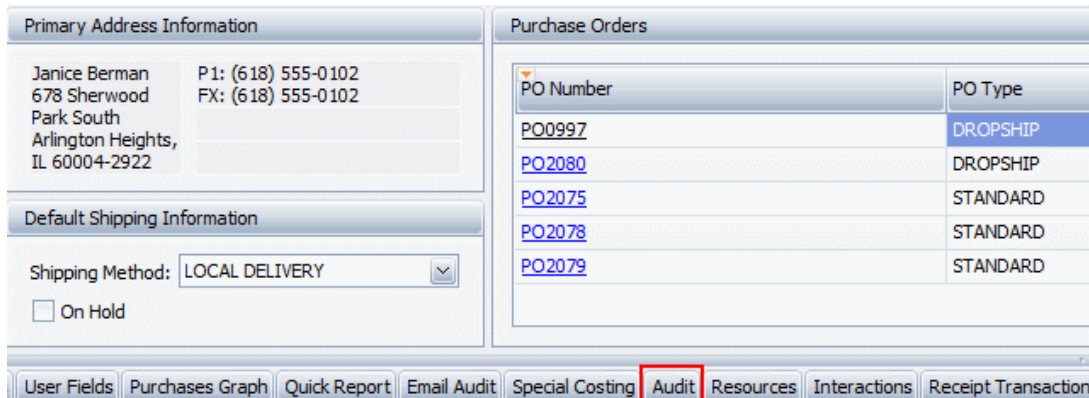 Primary Address Information
Janice Berman
678 Sherwood
Park South
Arlington Heights,
IL 60004-2922
P1: (618) 555-0102
FX: (618) 555-0102
Default Shipping Information
Shipping Method: LOCAL DELIVERY
On Hold
Purchase Orders
PO Number PO Type
PO0997 DROPSHIP
PO2080 DROPSHIP
PO2075 STANDARD
PO2078 STANDARD
PO2079 STANDARD
User Fields Purchases Graph Quick Report Email Audit Special Costing Audit Resources Interactions Receipt Transaction